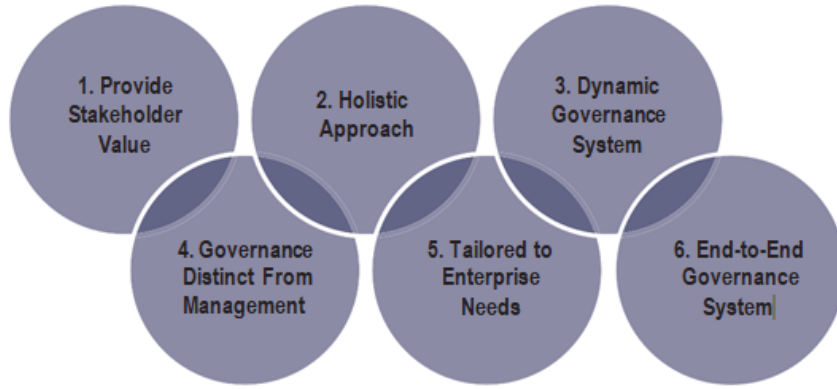 1. Provide
Stakeholder
Value
2. Holistic
Approach
3. Dynamic
Governance
System
4. Governance
Distinct From
Management
5. Tailored to
Enterprise
Needs
6. End-to-End
Governance
System